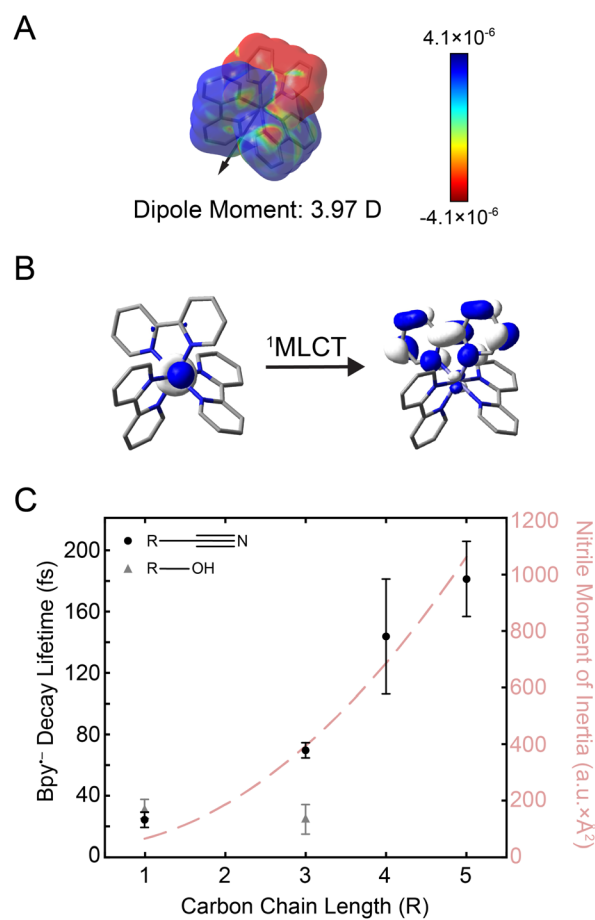 A
4.1×10⁻⁶
-4.1×10⁻⁶
Dipole Moment: 3.97 D
B
¹MLCT
C
R N
R OH
Bpy•– Decay Lifetime (fs)
200
160
120
80
40
0
1200
1000
800
600
400
200
0
Nitrile Moment of Inertia (a.u.×Å²)
1 2 3 4 5
Carbon Chain Length (R)